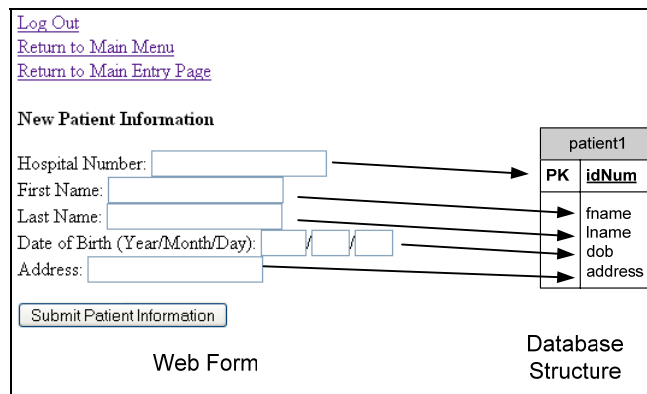 Log Out
Return to Main Menu
Return to Main Entry Page
New Patient Information
Hospital Number:
First Name:
Last Name:
Date of Birth (Year/Month/Day): / /
Address:
Submit Patient Information
Web Form
patient1
PK idNum
fname
lname
dob
address
Database
Structure